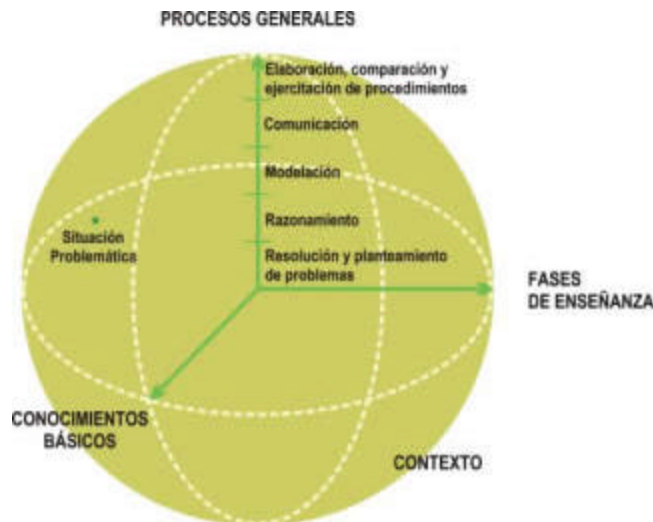 PROCESOS GENERALES
Elaboración, comparación y
ejercitación de procedimientos
Comunicación
Modelación
Razonamiento
Situación
Problemática
Resolución y planteamiento
de problemas
FASES
DE ENSEÑANZA
CONOCIMIENTOS
BÁSICOS
CONTEXTO